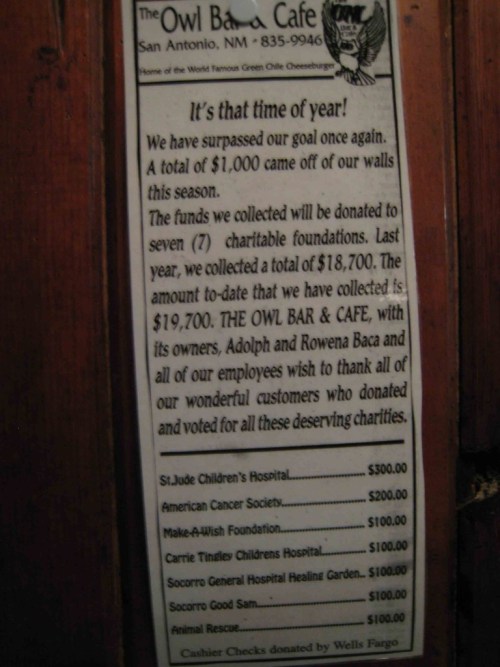 The Owl Bar & Cafe
San Antonio, NM • 835-9946
Home of the World Famous Green Chile Cheeseburger
OWL
BAR &
CAFE
It's that time of year!
We have surpassed our goal once again.
A total of $1,000 came off of our walls
this season.
The funds we collected will be donated to
seven (7) charitable foundations. Last
year, we collected a total of $18,700. The
amount to-date that we have collected is
$19,700. THE OWL BAR & CAFE, with
its owners, Adolph and Rowena Baca and
all of our employees wish to thank all of
our wonderful customers who donated
and voted for all these deserving charities.
St.Jude Children's Hospital.................... $300.00
American Cancer Society...................... $200.00
Make-A-Wish Foundation...................... $100.00
Carrie Tingley Childrens Hospital............ $100.00
Socorro General Hospital Healing Garden.. $100.00
Socorro Good Sam............................ $100.00
Animal Rescue................................ $100.00
Cashier Checks donated by Wells Fargo